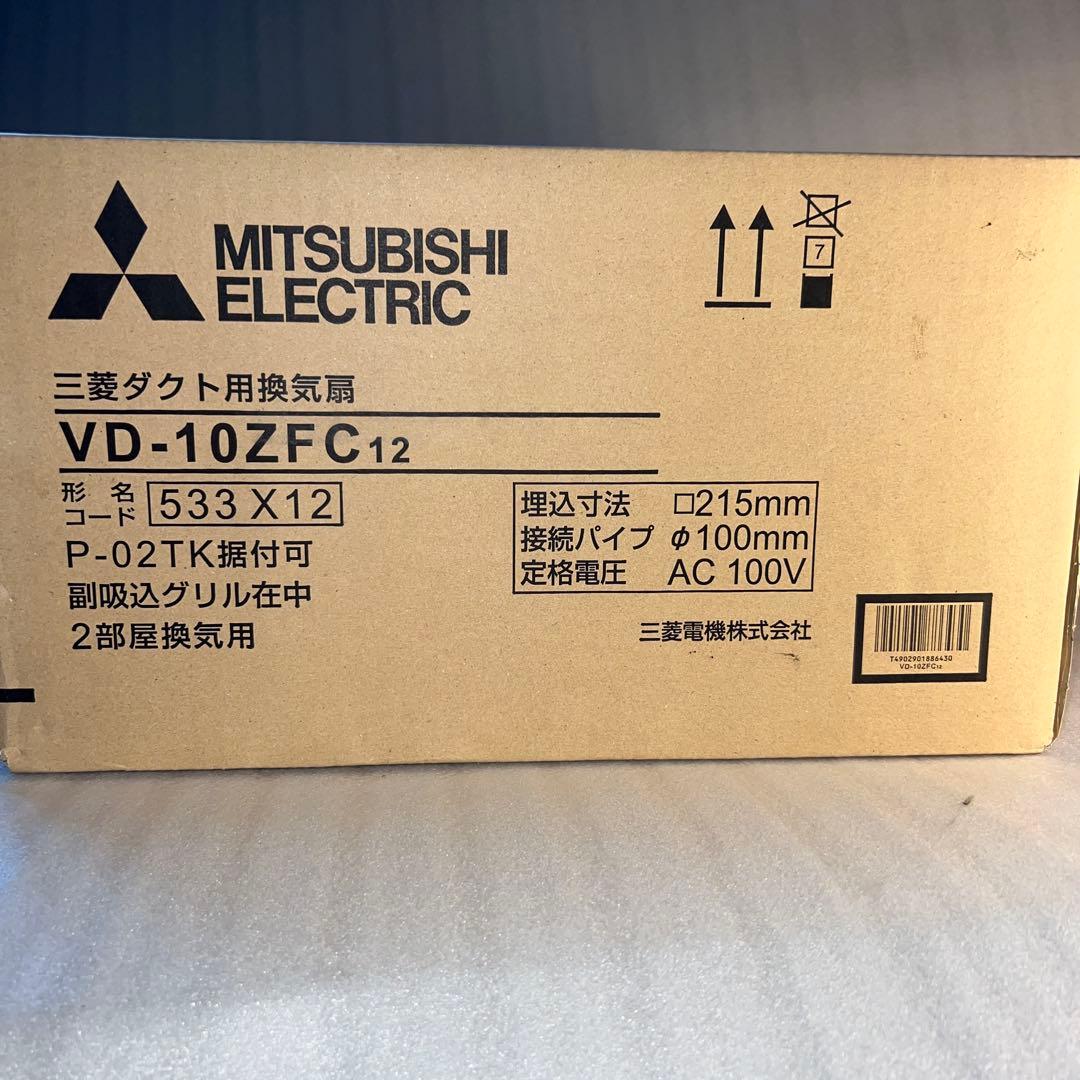 MITSUBISHI
ELECTRIC
7
三菱ダクト用換気扇
VD-10ZFC12
形名
コード 533 X12
P-02TK据付可
副吸込グリル在中
2部屋換気用
埋込寸法 □215mm
接続パイプ φ100mm
定格電圧 AC 100V
三菱電機株式会社
T4902901886430
VD-10ZFC12